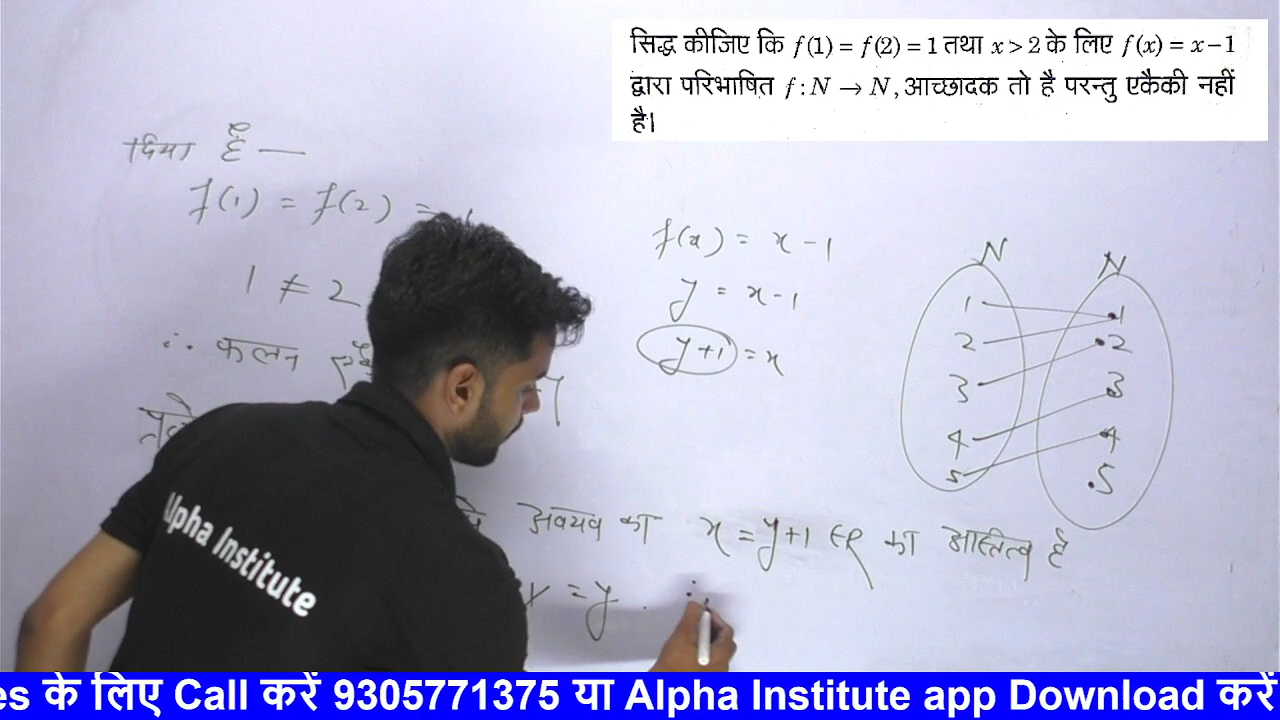 सिद्ध कीजिए कि f(1) = f(2) = 1 तथा x > 2 के लिए f(x) = x – 1
द्वारा परिभाषित f : N → N, आच्छादक तो है परन्तु एकैकी नहीं
है।
दिया है —
f(1) = f(2) =
1 ≠ 2
∴ फलन
f(x) = x - 1
y = x - 1
y+1 = x
N N
1 1
2 2
3 3
4 4
5 5
अवयव का x = y+1 ∈ R का अस्तित्व है
= y . ∴
Alpha Institute
es के लिए Call करें 9305771375 या Alpha Institute app Download करें